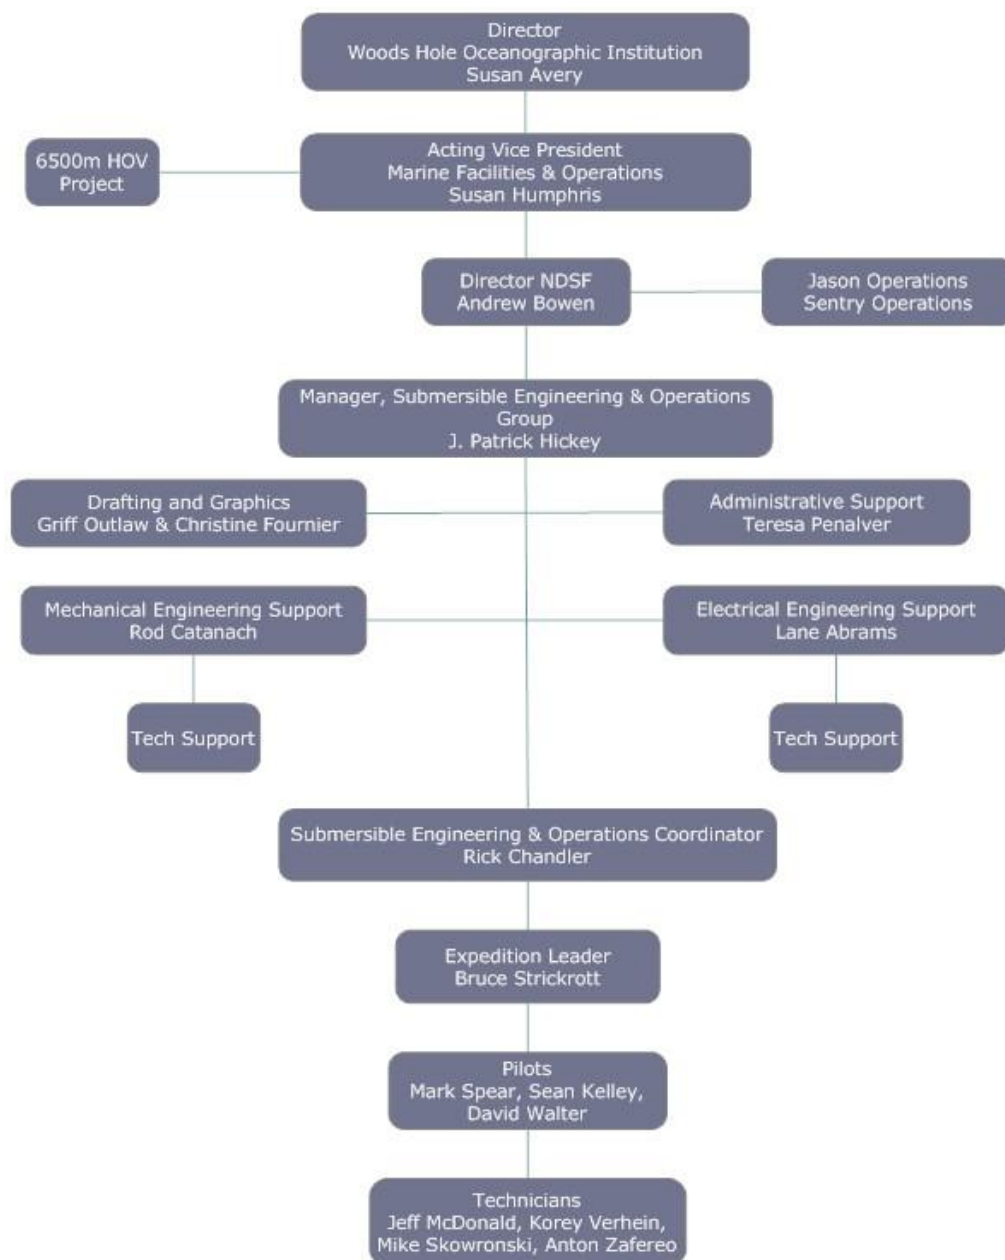 Director
Woods Hole Oceanographic Institution
Susan Avery
6500m HOV
Project
Acting Vice President
Marine Facilities & Operations
Susan Humphris
Director NDSF
Andrew Bowen
Jason Operations
Sentry Operations
Manager, Submersible Engineering & Operations
Group
J. Patrick Hickey
Drafting and Graphics
Griff Outlaw & Christine Fournier
Administrative Support
Teresa Penalver
Mechanical Engineering Support
Rod Catanach
Electrical Engineering Support
Lane Abrams
Tech Support
Tech Support
Submersible Engineering & Operations Coordinator
Rick Chandler
Expedition Leader
Bruce Strickrott
Pilots
Mark Spear, Sean Kelley,
David Walter
Technicians
Jeff McDonald, Korey Verhein,
Mike Skowronski, Anton Zafereo